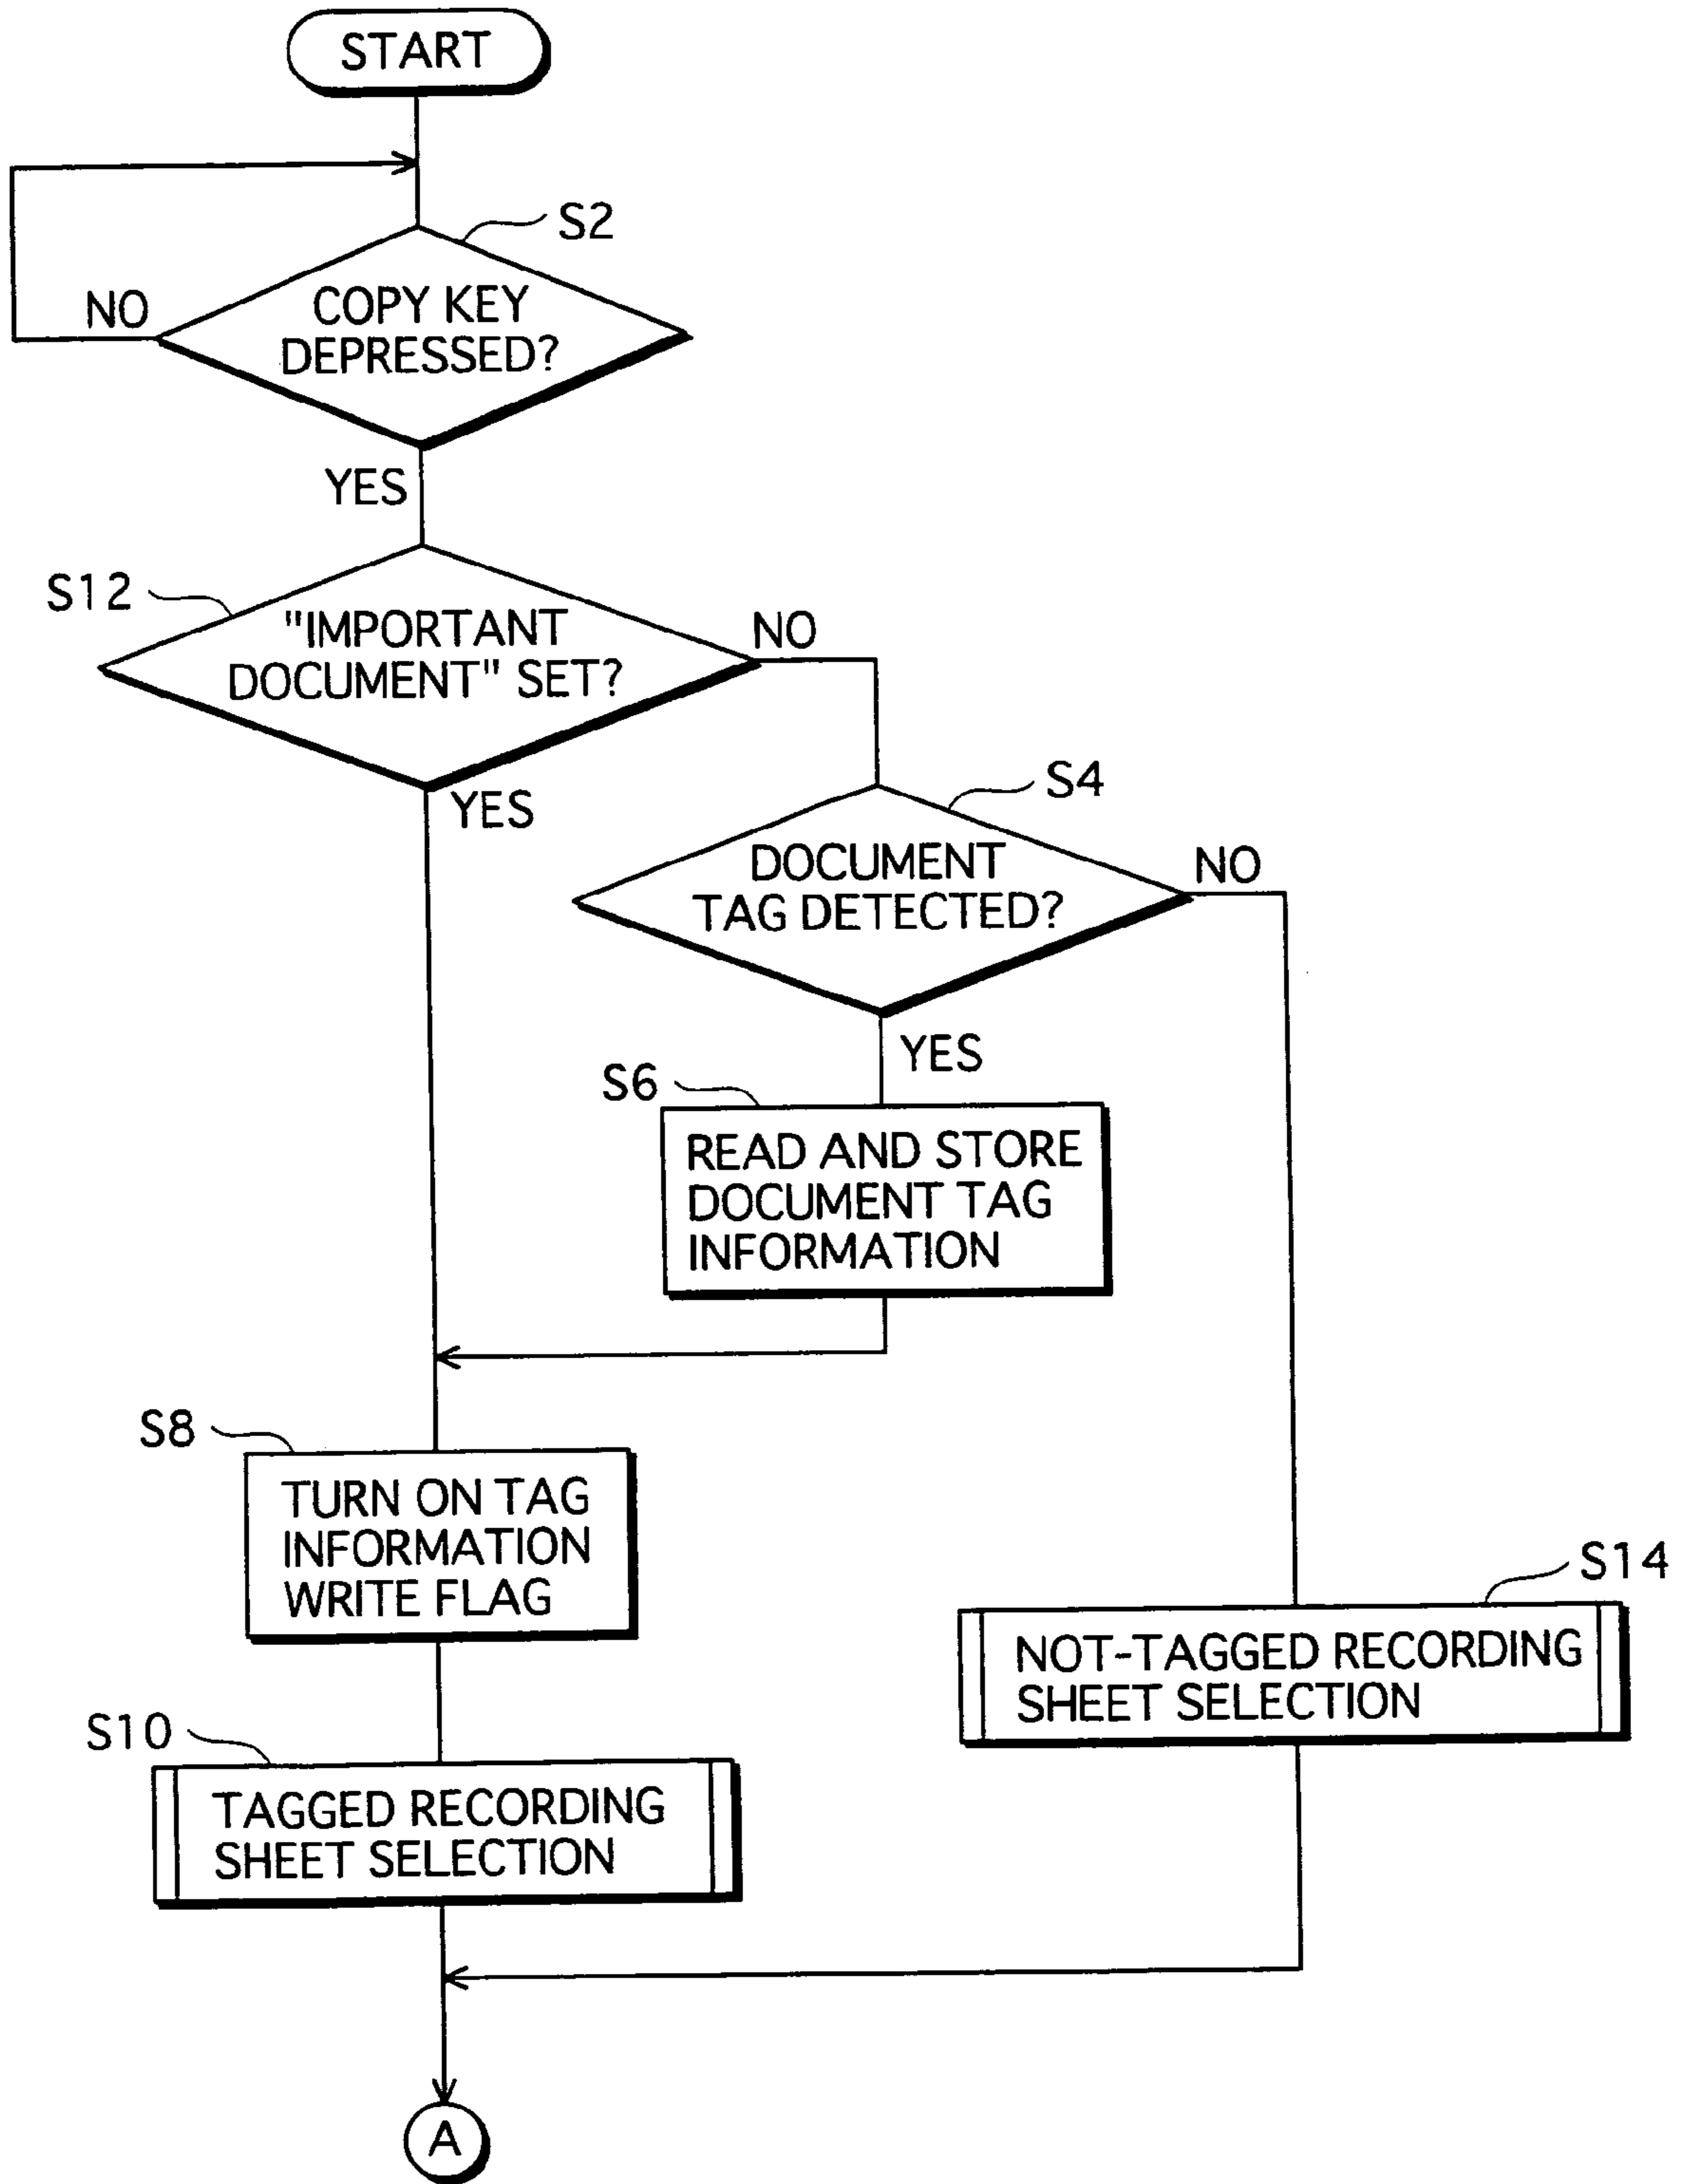 START
S2
NO
COPY KEY
DEPRESSED?
YES
S12
"IMPORTANT
DOCUMENT" SET?
NO
YES
S4
DOCUMENT
TAG DETECTED?
NO
YES
S6
READ AND STORE
DOCUMENT TAG
INFORMATION
S8
TURN ON TAG
INFORMATION
WRITE FLAG
S14
NOT-TAGGED RECORDING
SHEET SELECTION
S10
TAGGED RECORDING
SHEET SELECTION
A